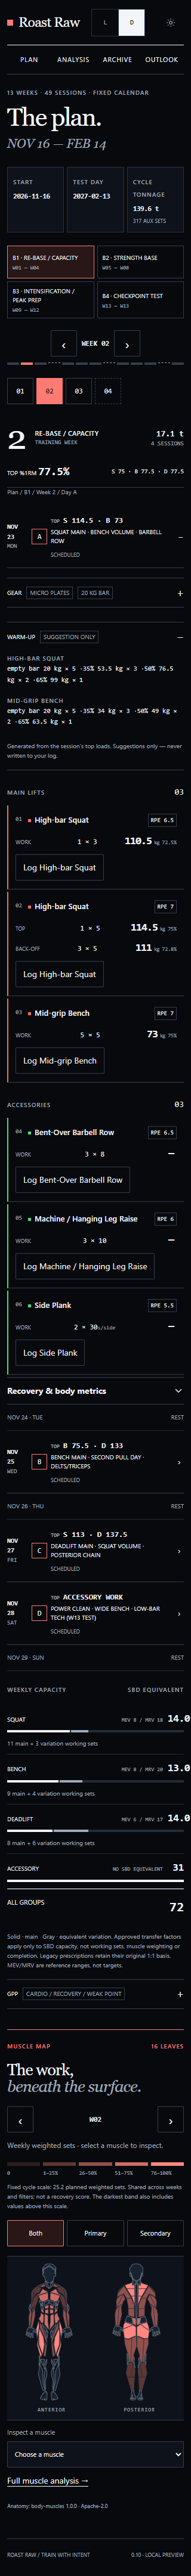 Roast Raw
L
D
PLAN
ANALYSIS
ARCHIVE
OUTLOOK
13 WEEKS · 49 SESSIONS · FIXED CALENDAR
The plan.
NOV 16 — FEB 14
START
2026-11-16
TEST DAY
2027-02-13
CYCLE TONNAGE
139.6 t
317 AUX SETS
B1 · RE-BASE / CAPACITY
W01 — W04
B2 · STRENGTH BASE
W05 — W08
B3 · INTENSIFICATION / PEAK PREP
W09 — W12
B4 · CHECKPOINT TEST
W13 — W13
‹
WEEK 02
›
01
02
03
04
2
RE-BASE / CAPACITY
TRAINING WEEK
17.1 t
4 SESSIONS
TOP %1RM 77.5%
S 75 · B 77.5 · D 77.5
Plan / B1 / Week 2 / Day A
NOV
23
MON
A
TOP S 114.5 · B 73
SQUAT MAIN · BENCH VOLUME · BARBELL ROW
SCHEDULED
−
GEAR
MICRO PLATES
20 KG BAR
+
WARM-UP
SUGGESTION ONLY
−
HIGH-BAR SQUAT
empty bar 20 kg × 5 ·35% 53.5 kg × 3 ·50% 76.5 kg × 2 ·65% 99 kg × 1
MID-GRIP BENCH
empty bar 20 kg × 5 ·35% 34 kg × 3 ·50% 49 kg × 2 ·65% 63.5 kg × 1
Generated from the session's top loads. Suggestions only — never written to your log.
MAIN LIFTS
03
01
High-bar Squat
RPE 6.5
WORK
1 × 3
110.5 kg 72.5%
Log High-bar Squat
02
High-bar Squat
RPE 7
TOP
1 × 5
114.5 kg 75%
BACK-OFF
3 × 5
111 kg 72.8%
Log High-bar Squat
03
Mid-grip Bench
RPE 7
WORK
5 × 5
73 kg 75%
Log Mid-grip Bench
ACCESSORIES
03
04
Bent-Over Barbell Row
RPE 6.5
WORK
3 × 8
—
Log Bent-Over Barbell Row
05
Machine / Hanging Leg Raise
RPE 6
WORK
3 × 10
—
Log Machine / Hanging Leg Raise
06
Side Plank
RPE 5.5
WORK
2 × 30s/side
—
Log Side Plank
Recovery & body metrics
NOV 24 · TUE
REST
NOV
25
WED
B
TOP B 75.5 · D 133
BENCH MAIN · SECOND PULL DAY · DELTS/TRICEPS
SCHEDULED
›
NOV 26 · THU
REST
NOV
27
FRI
C
TOP S 113 · D 137.5
DEADLIFT MAIN · SQUAT VOLUME · POSTERIOR CHAIN
SCHEDULED
›
NOV
28
SAT
D
TOP ACCESSORY WORK
POWER CLEAN · WIDE BENCH · LOW-BAR TECH (W13 TEST)
SCHEDULED
›
NOV 29 · SUN
REST
WEEKLY CAPACITY
SBD EQUIVALENT
SQUAT
MEV 8 / MRV 18
14.0
11 main + 3 variation working sets
BENCH
MEV 8 / MRV 20
13.0
9 main + 4 variation working sets
DEADLIFT
MEV 6 / MRV 17
14.0
8 main + 6 variation working sets
ACCESSORY
NO SBD EQUIVALENT
31
ALL GROUPS
72
Solid · main · Gray · equivalent variation. Approved transfer factors apply only to SBD capacity, not working sets, muscle weighting or completion. Legacy prescriptions retain their original 1:1 basis. MEV/MRV are reference ranges, not targets.
GPP
CARDIO / RECOVERY / WEAK POINT
+
MUSCLE MAP
16 LEAVES
The work,
beneath the surface.
‹
W02
›
Weekly weighted sets · select a muscle to inspect.
0
1–25%
26–50%
51–75%
76–100%
Fixed cycle scale: 25.2 planned weighted sets. Shared across weeks and filters; not a recovery score. The darkest band also includes values above this scale.
Both
Primary
Secondary
ANTERIOR
POSTERIOR
Inspect a muscle
Choose a muscle
Full muscle analysis →
Anatomy: body-muscles 1.0.0 · Apache-2.0
ROAST RAW / TRAIN WITH INTENT
0.10 · LOCAL PREVIEW